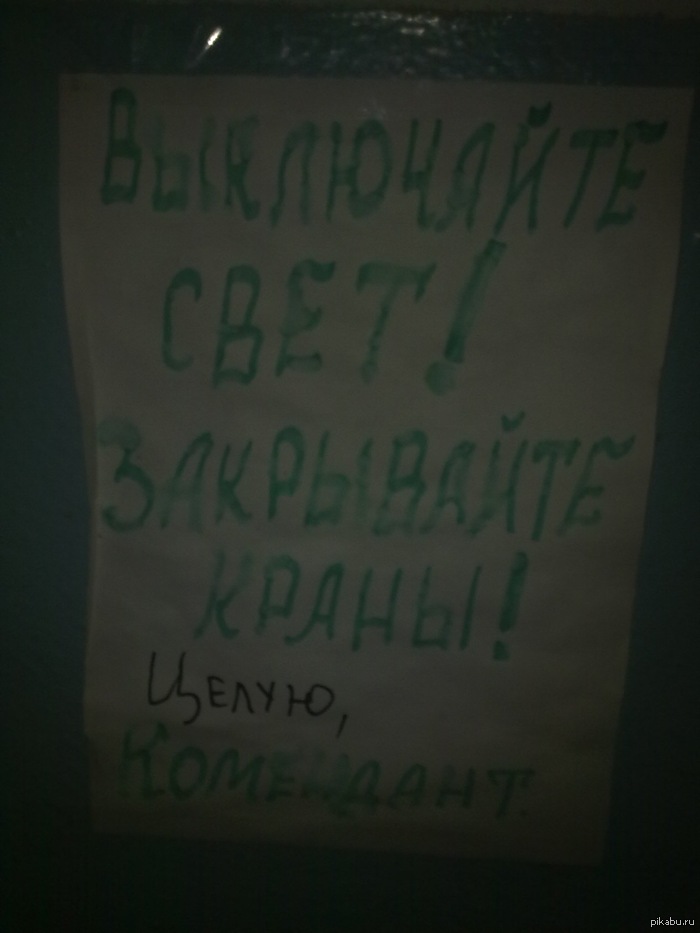 ВЫКЛЮЧАЙТЕ
СВЕТ!
ЗАКРЫВАЙТЕ
КРАНЫ!
Целую,
Комендант.
pikabu.ru